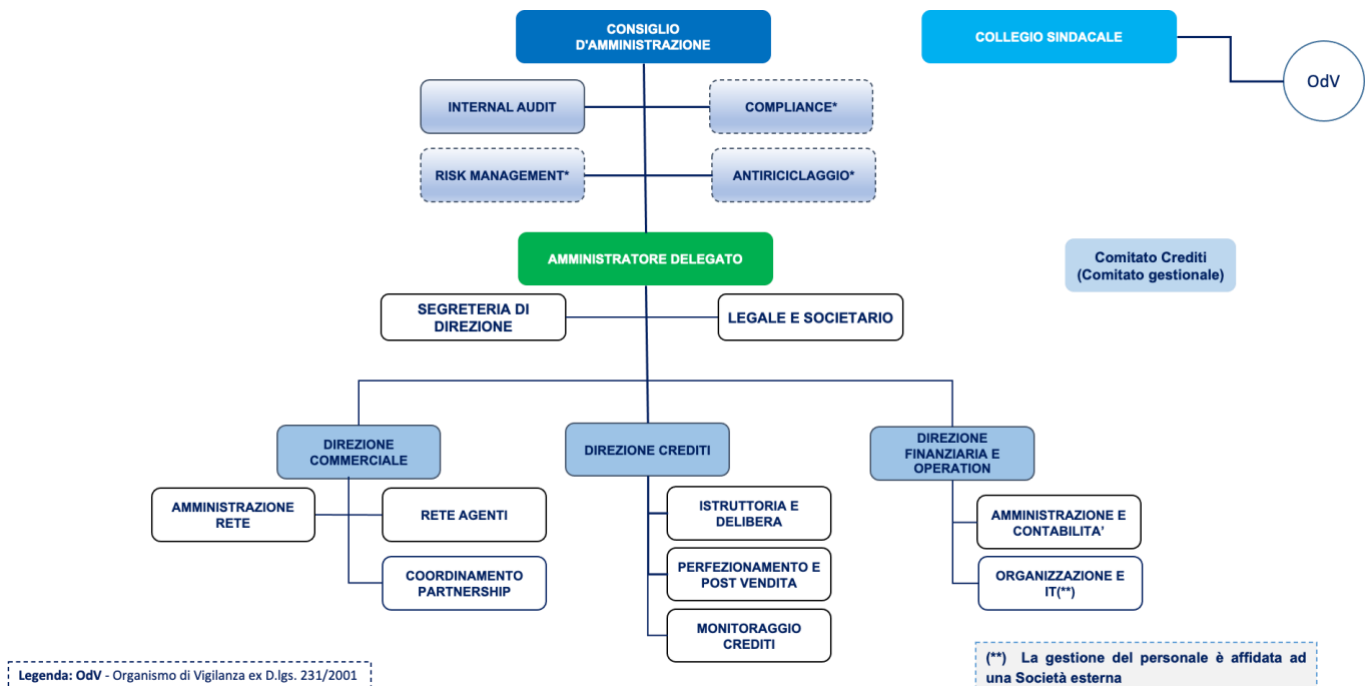 CONSIGLIO
D'AMMINISTRAZIONE
COLLEGIO SINDACALE
OdV
INTERNAL AUDIT
COMPLIANCE*
RISK MANAGEMENT*
ANTIRICICLAGGIO*
AMMINISTRATORE DELEGATO
Comitato Crediti
(Comitato gestionale)
SEGRETERIA DI
DIREZIONE
LEGALE E SOCIETARIO
DIREZIONE
COMMERCIALE
DIREZIONE CREDITI
DIREZIONE
FINANZIARIA E
OPERATION
AMMINISTRAZIONE
RETE
RETE AGENTI
COORDINAMENTO
PARTNERSHIP
ISTRUTTORIA E
DELIBERA
PERFEZIONAMENTO E
POST VENDITA
MONITORAGGIO
CREDITI
AMMINISTRAZIONE E
CONTABILITA’
ORGANIZZAZIONE E
IT(**)
Legenda: OdV - Organismo di Vigilanza ex D.lgs. 231/2001
(**) La gestione del personale è affidata ad
una Società esterna